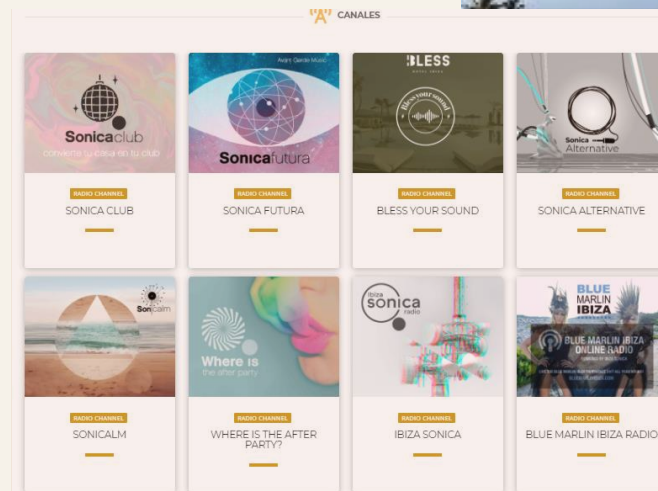 CANALES
Sonicaclub
convierte tu casa en tu club
RADIO CHANNEL
SONICA CLUB
Avant Garde Music
Sonicafutura
RADIO CHANNEL
SONICA FUTURA
BLESS
HOTEL IBIZA
Bless your sound
RADIO CHANNEL
BLESS YOUR SOUND
Sonica
Alternative
RADIO CHANNEL
SONICA ALTERNATIVE
Sonicalm
RADIO CHANNEL
SONICALM
Where is
the after party
RADIO CHANNEL
WHERE IS THE AFTER
PARTY?
ibiza
sonica
radio
RADIO CHANNEL
IBIZA SONICA
BLUE
MARLIN
IBIZA
BLUE MARLIN IBIZA
ONLINE RADIO
RADIO CHANNEL
BLUE MARLIN IBIZA RADIO